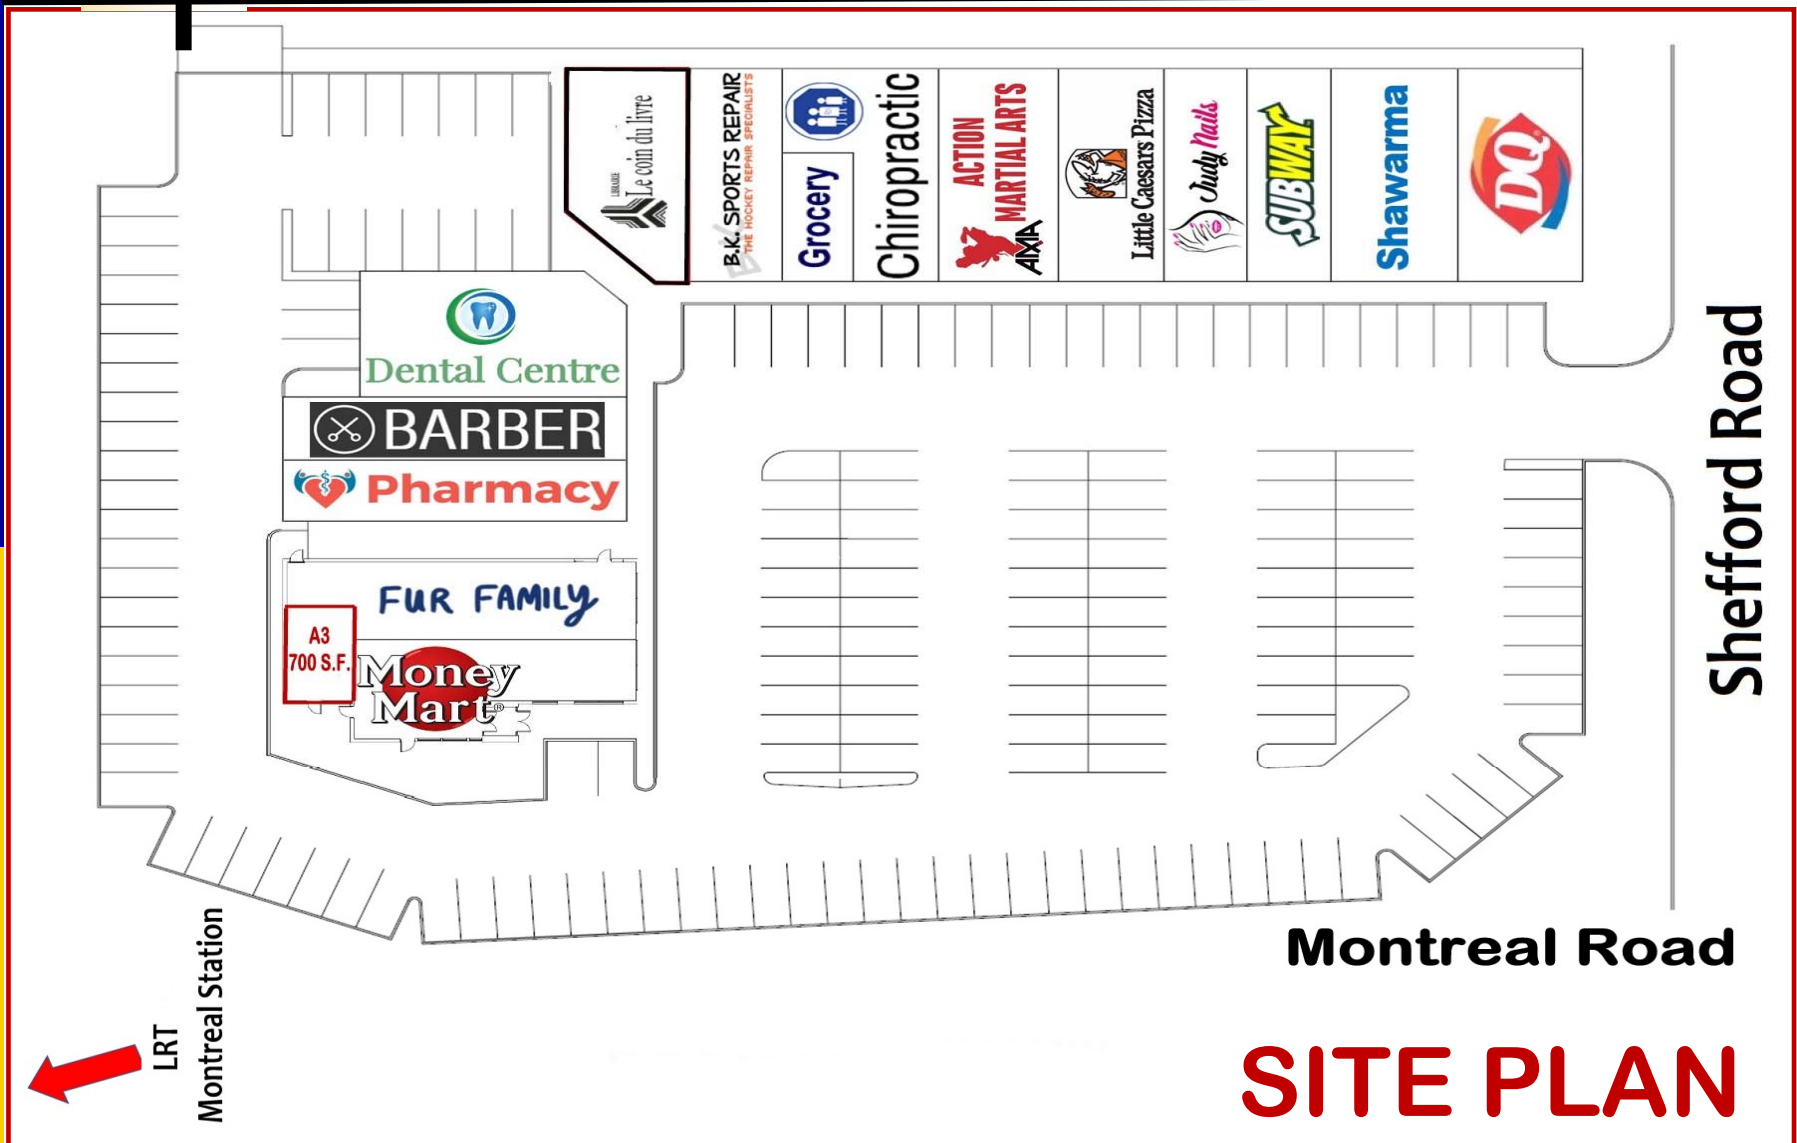 LIBRAIRIE
Le coin du livre
B.K. SPORTS REPAIR
THE HOCKEY REPAIR SPECIALISTS
Grocery
Chiropractic
ACTION
MARTIAL ARTS
AMA
Little Caesars Pizza
Judy Nails
SUBWAY
Shawarma
DQ®
Dental Centre
BARBER
Pharmacy
FUR FAMILY
A3
700 S.F.
Money
Mart®
Shefford Road
Montreal Road
LRT
Montreal Station
SITE PLAN